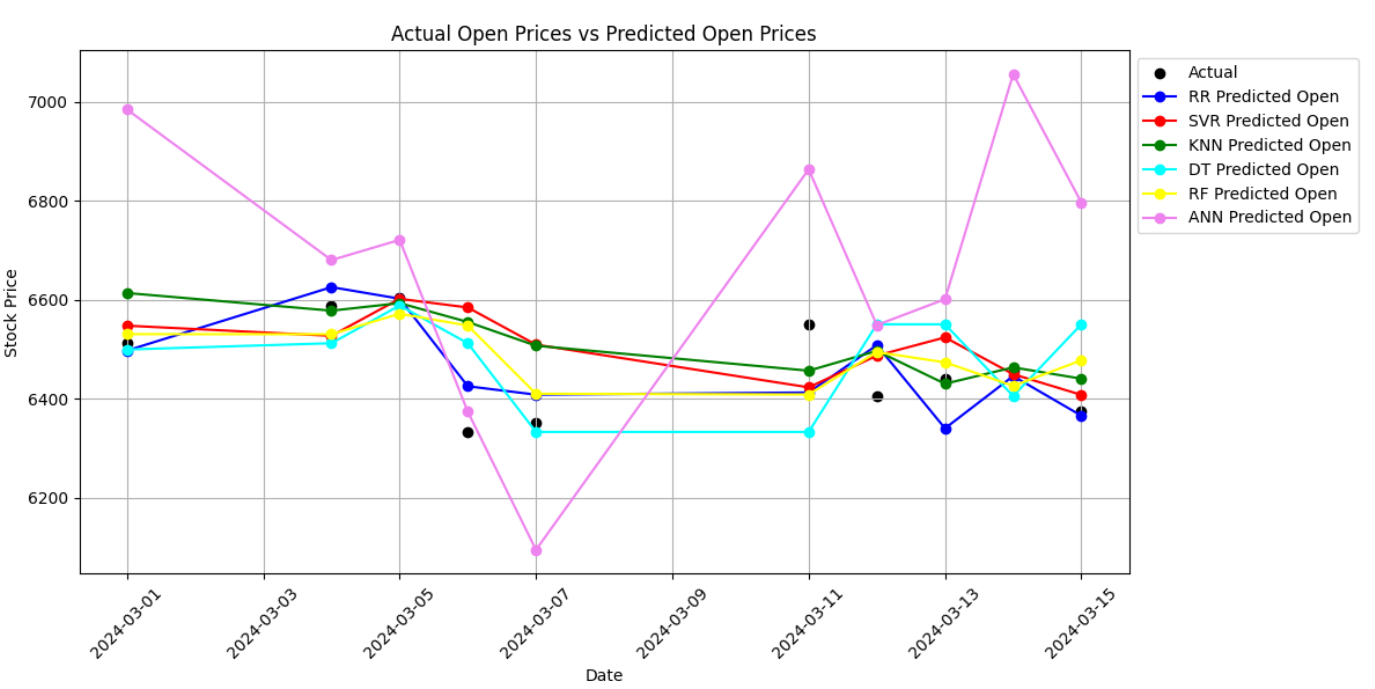 Actual Open Prices vs Predicted Open Prices
7000
6800
6600
6400
6200
Stock Price
2024-03-01
2024-03-03
2024-03-05
2024-03-07
2024-03-09
2024-03-11
2024-03-13
2024-03-15
Date
Actual
RR Predicted Open
SVR Predicted Open
KNN Predicted Open
DT Predicted Open
RF Predicted Open
ANN Predicted Open